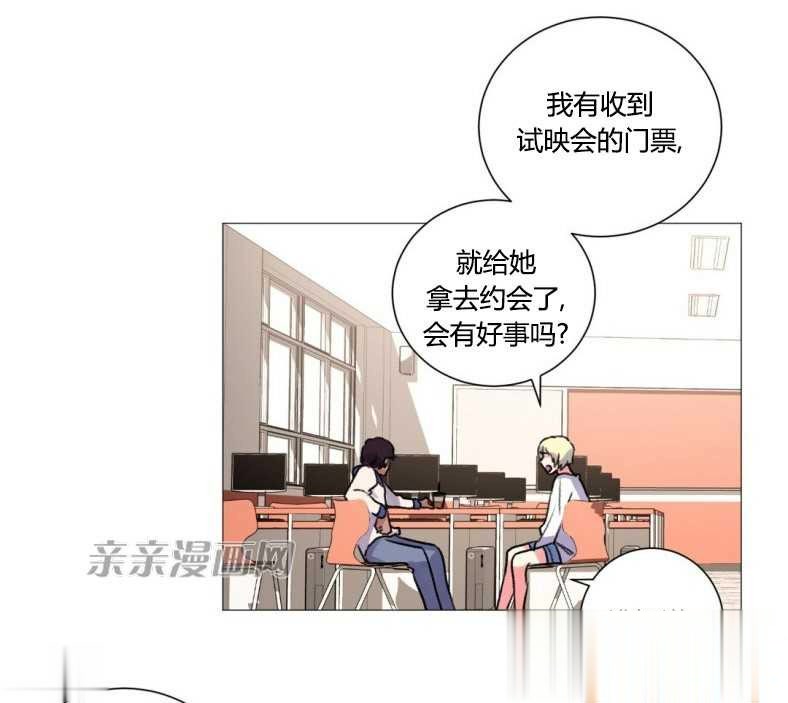 我有收到
试映会的门票,
就给她
拿去约会了,
会有好事吗?
亲亲漫画网